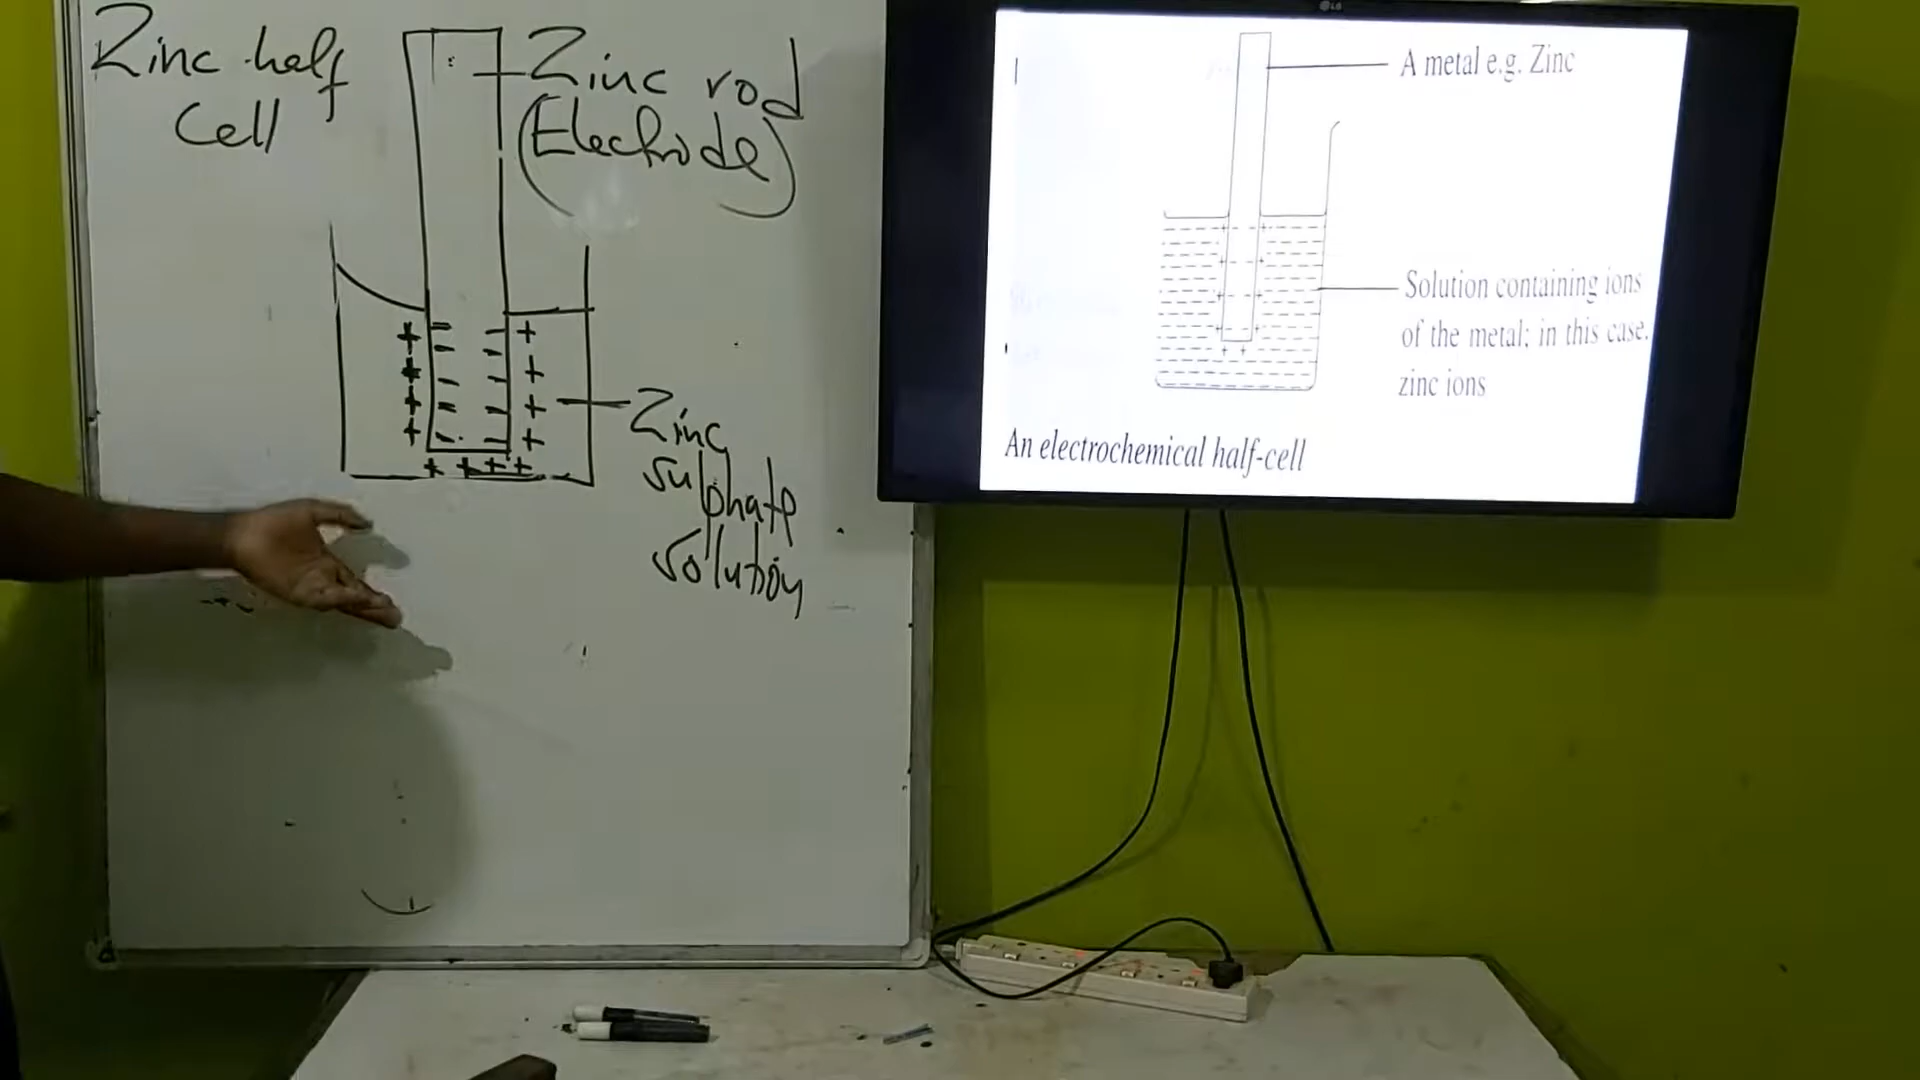 Zinc half
Cell
Zinc rod
(Electrode)
Zinc
sulphate
solution
LG
A metal e.g. Zinc
Solution containing ions
of the metal; in this case,
zinc ions
An electrochemical half-cell